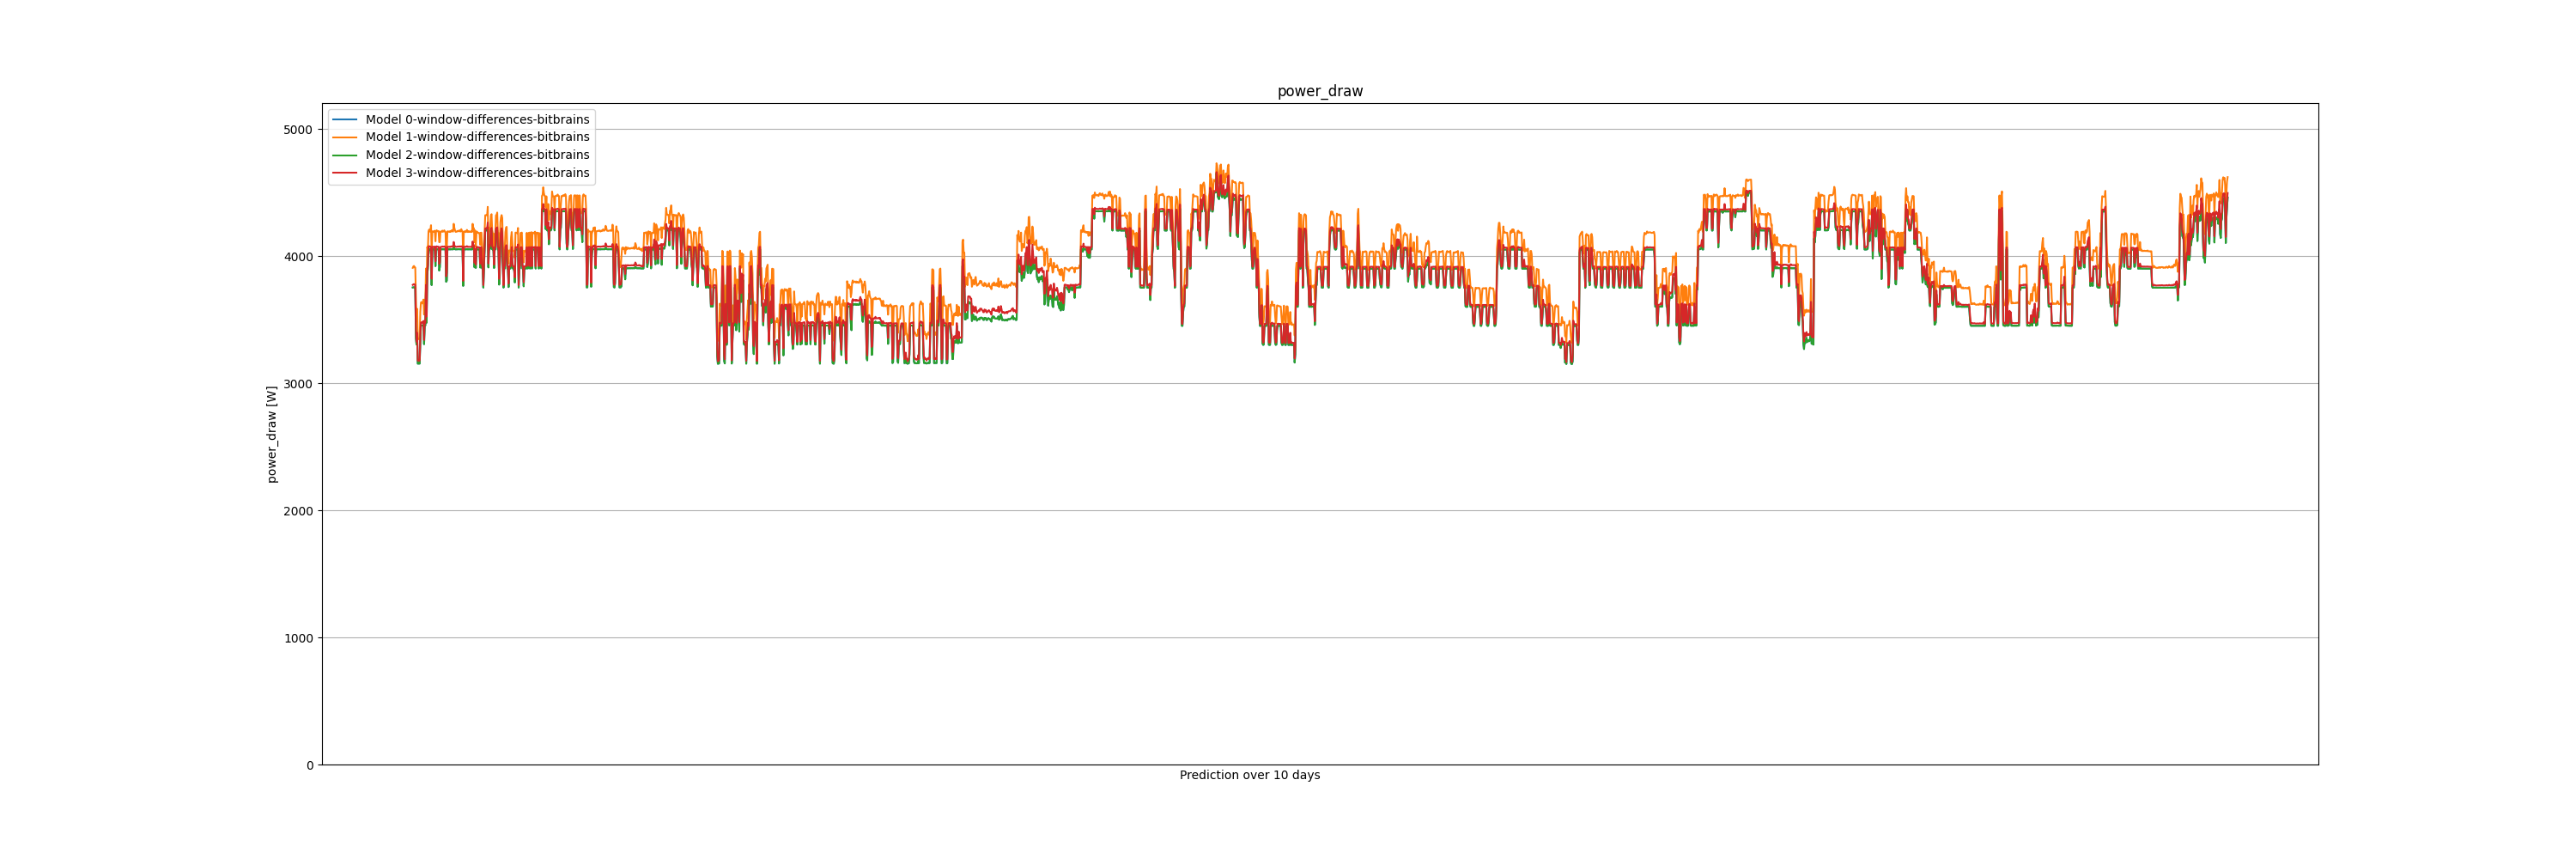 power_draw
Model 0-window-differences-bitbrains
Model 1-window-differences-bitbrains
Model 2-window-differences-bitbrains
Model 3-window-differences-bitbrains
5000
4000
3000
2000
1000
0
power_draw [W]
Prediction over 10 days